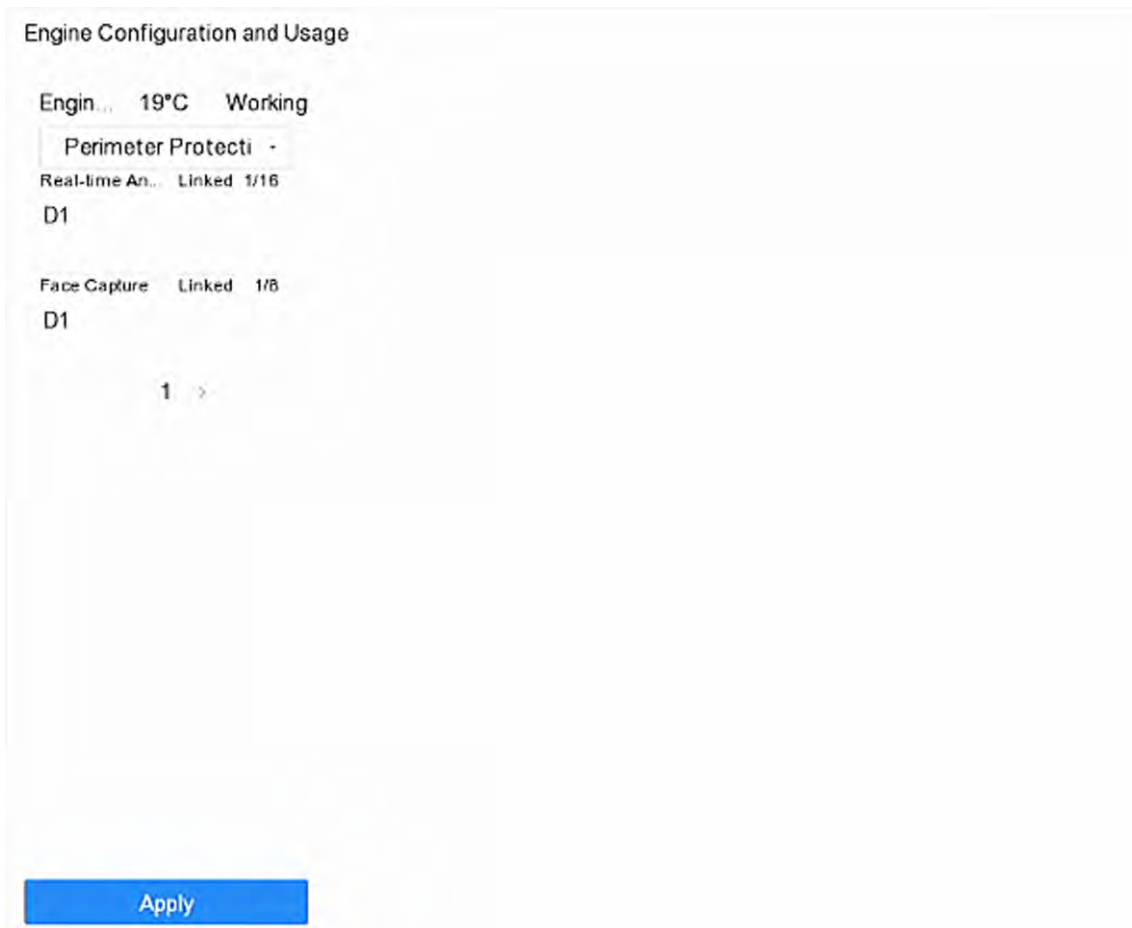 Engine Configuration and Usage
Engin... 19°C Working
Perimeter Protecti
Real-time An... Linked 1/16
D1
Face Capture Linked 1/8
D1
1 >
Apply